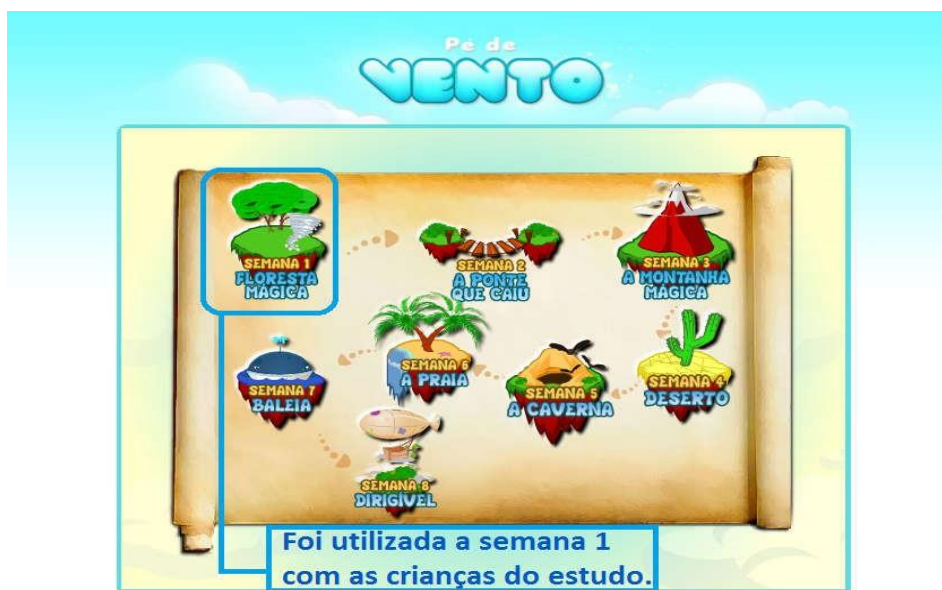 Pé de
VENTO
SEMANA 1
FLORESTA
MÁGICA
SEMANA 2
A PONTE
QUE CAIU
SEMANA 3
A MONTANHA
MÁGICA
SEMANA 4
DESERTO
SEMANA 5
A CAVERNA
SEMANA 6
A PRAIA
SEMANA 7
BALEIA
SEMANA 8
DIRIGÍVEL
Foi utilizada a semana 1
com as crianças do estudo.